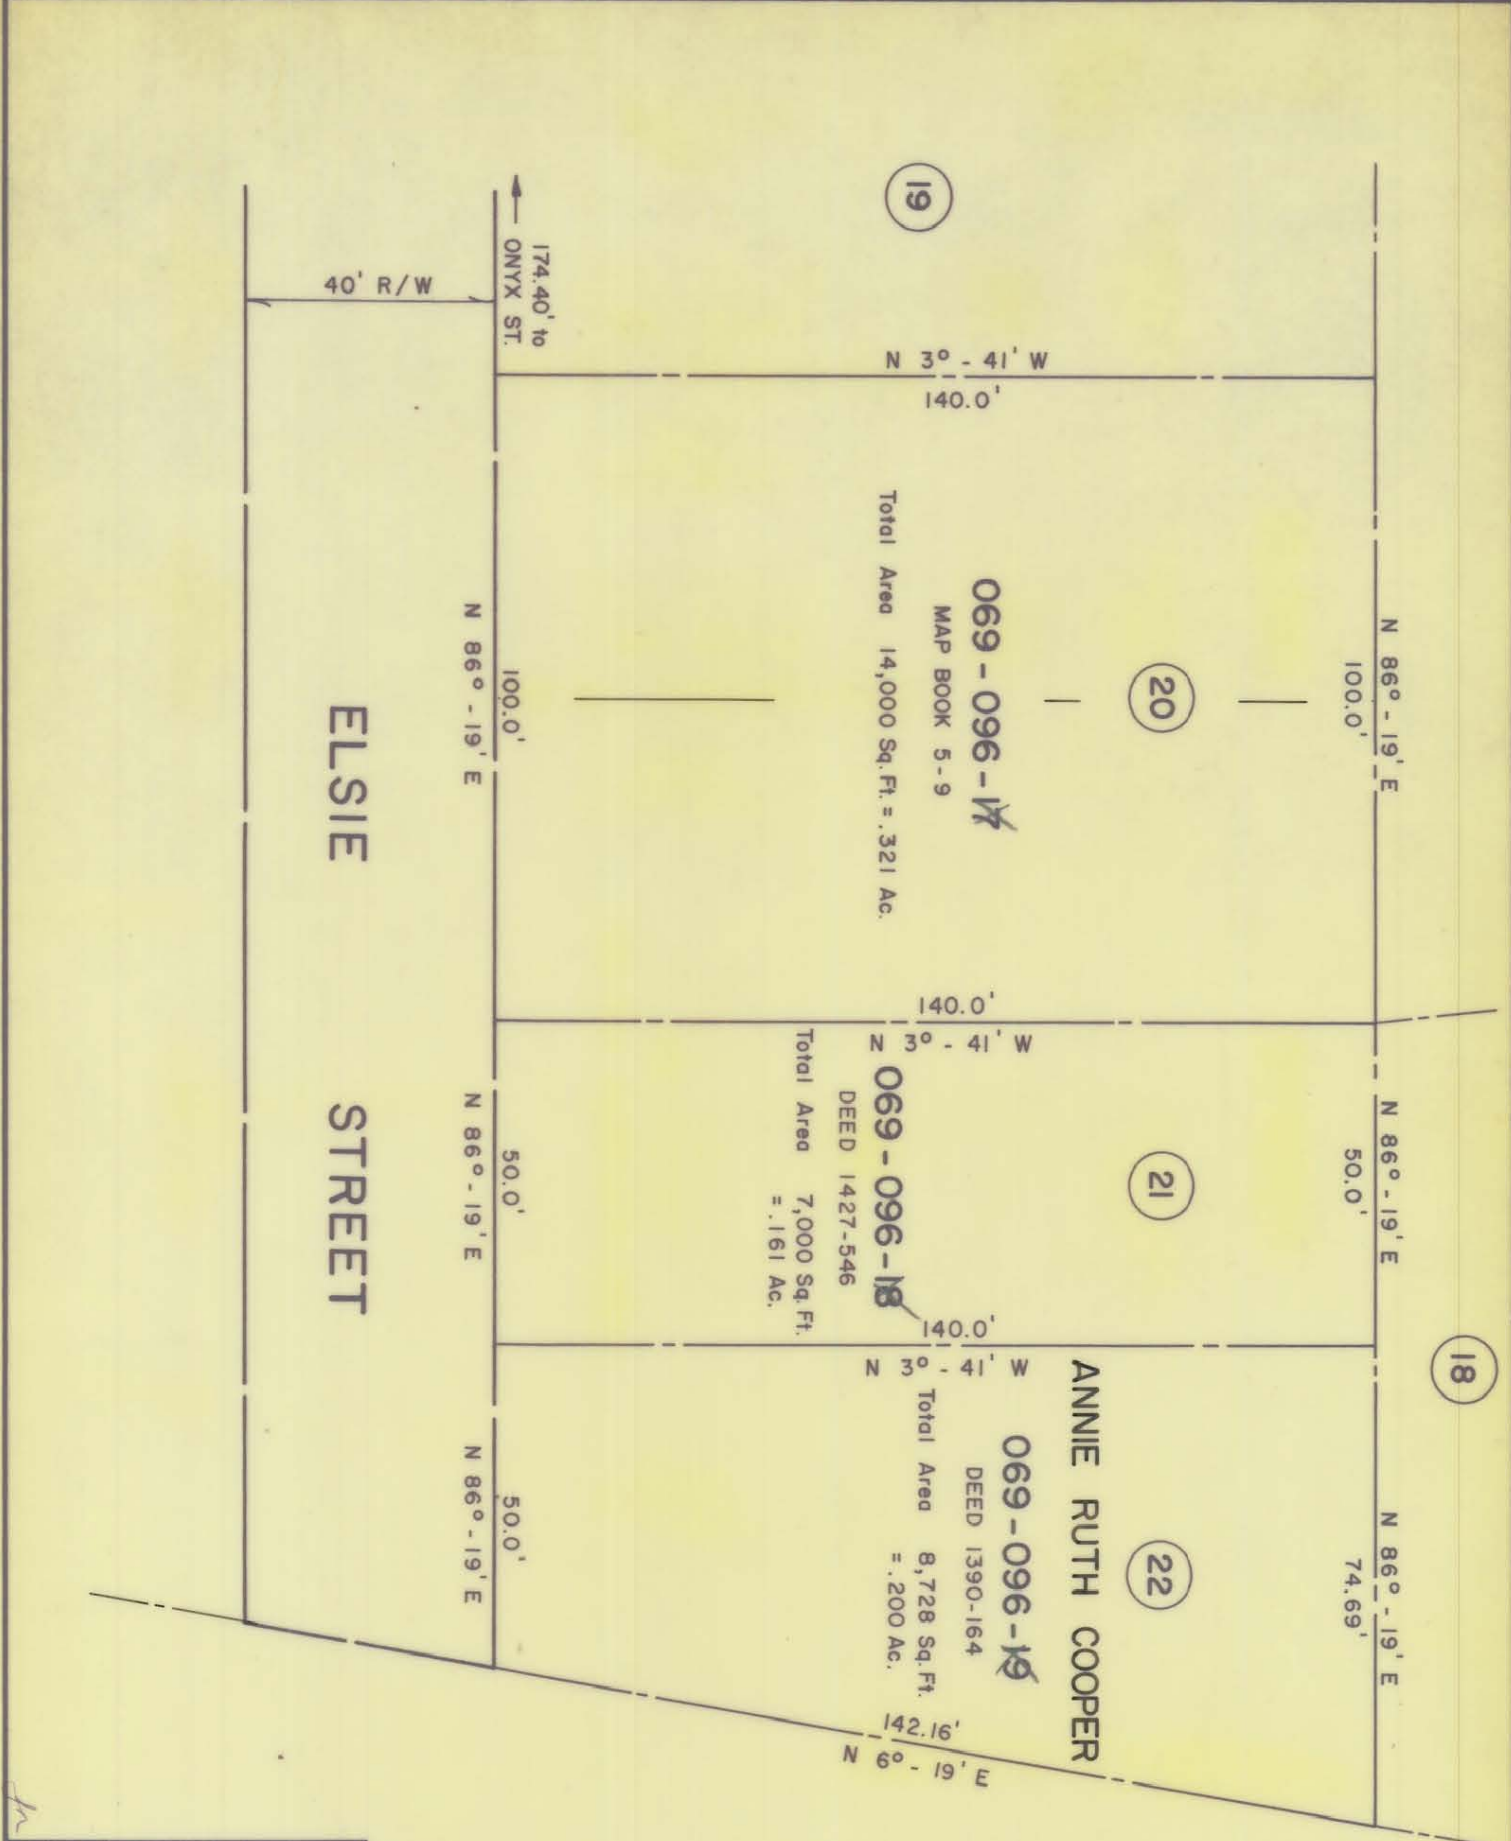 18
N 86° - 19' E
100.0'
N 86° - 19' E
50.0'
N 86° - 19' E
74.69'
19
20
21
22
N 3° - 41' W
140.0'
069-096-17
MAP BOOK 5-9
Total Area 14,000 Sq. Ft. = .321 Ac.
140.0'
N 3° - 41' W
069-096-18
DEED 1427-546
Total Area 7,000 Sq. Ft.
= .161 Ac.
140.0'
N 3° - 41' W
ANNIE RUTH COOPER
069-096-19
DEED 1390-164
Total Area 8,728 Sq. Ft.
= .200 Ac.
142.16'
N 6° - 19' E
174.40' to
ONYX ST.
100.0'
N 86° - 19' E
50.0'
N 86° - 19' E
50.0'
N 86° - 19' E
40' R/W
ELSIE STREET